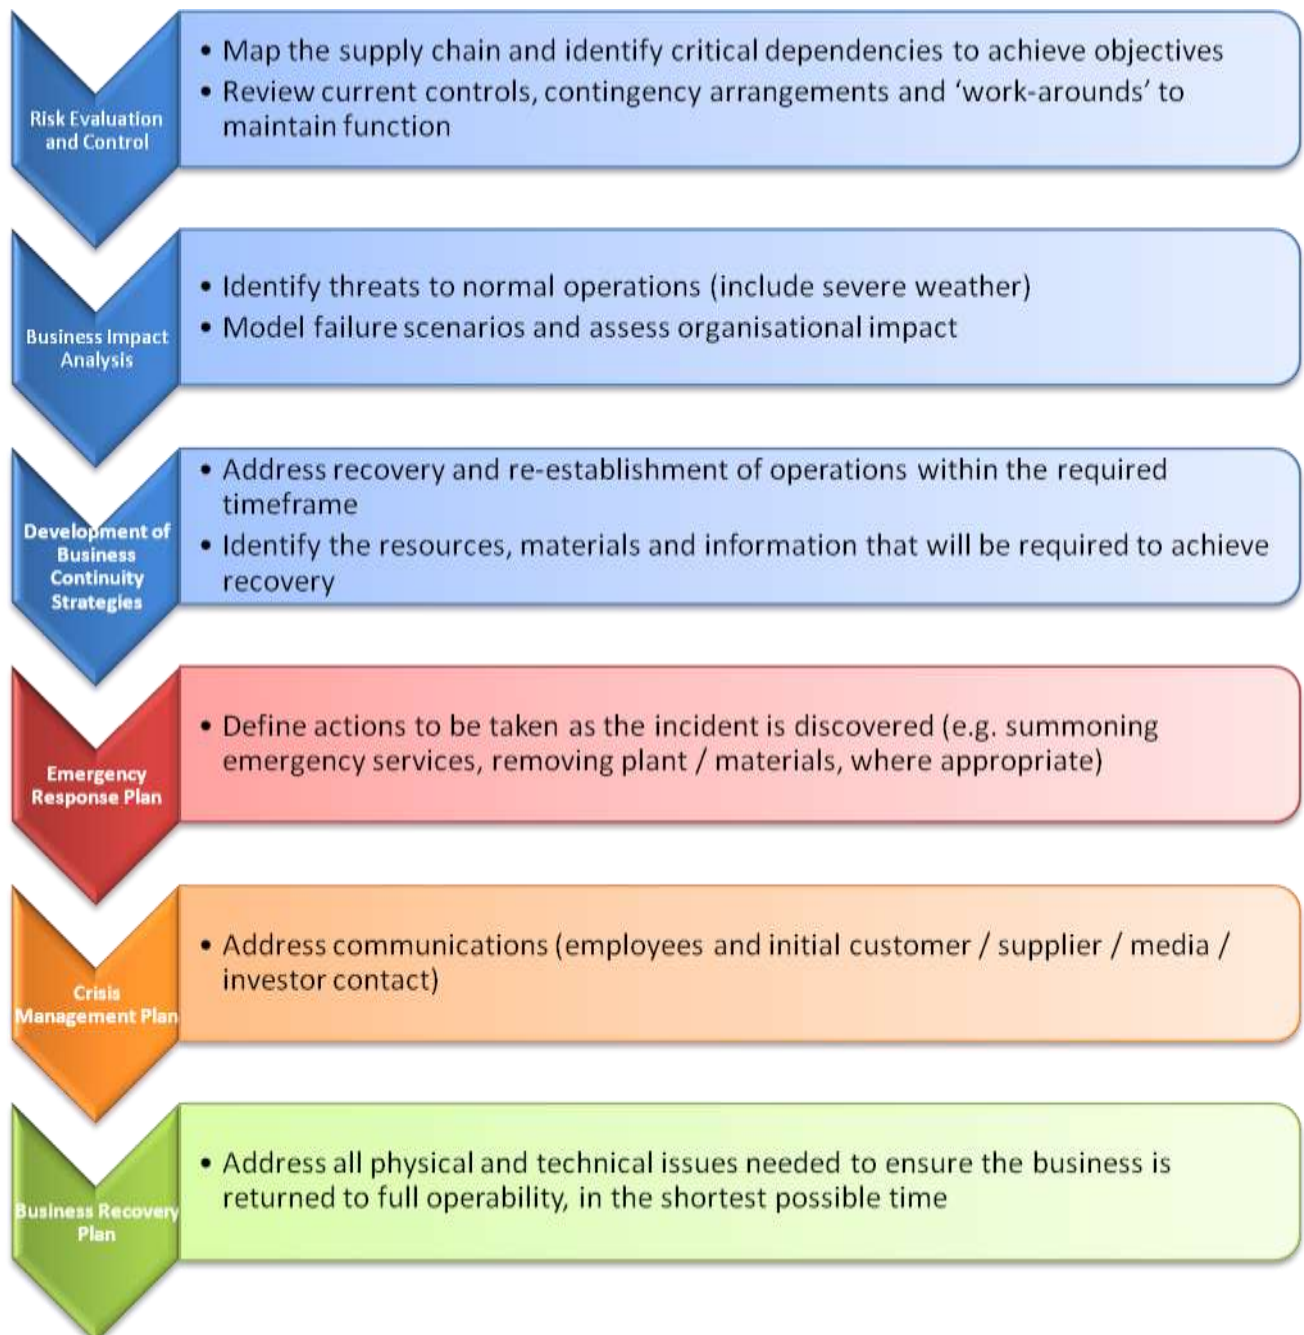 Risk Evaluation
and Control
• Map the supply chain and identify critical dependencies to achieve objectives
• Review current controls, contingency arrangements and ‘work-arounds’ to
maintain function
Business Impact
Analysis
• Identify threats to normal operations (include severe weather)
• Model failure scenarios and assess organisational impact
Development of
Business
Continuity
Strategies
• Address recovery and re-establishment of operations within the required
timeframe
• Identify the resources, materials and information that will be required to achieve
recovery
Emergency
Response Plan
• Define actions to be taken as the incident is discovered (e.g. summoning
emergency services, removing plant / materials, where appropriate)
Crisis
Management Plan
• Address communications (employees and initial customer / supplier / media /
investor contact)
Business Recovery
Plan
• Address all physical and technical issues needed to ensure the business is
returned to full operability, in the shortest possible time